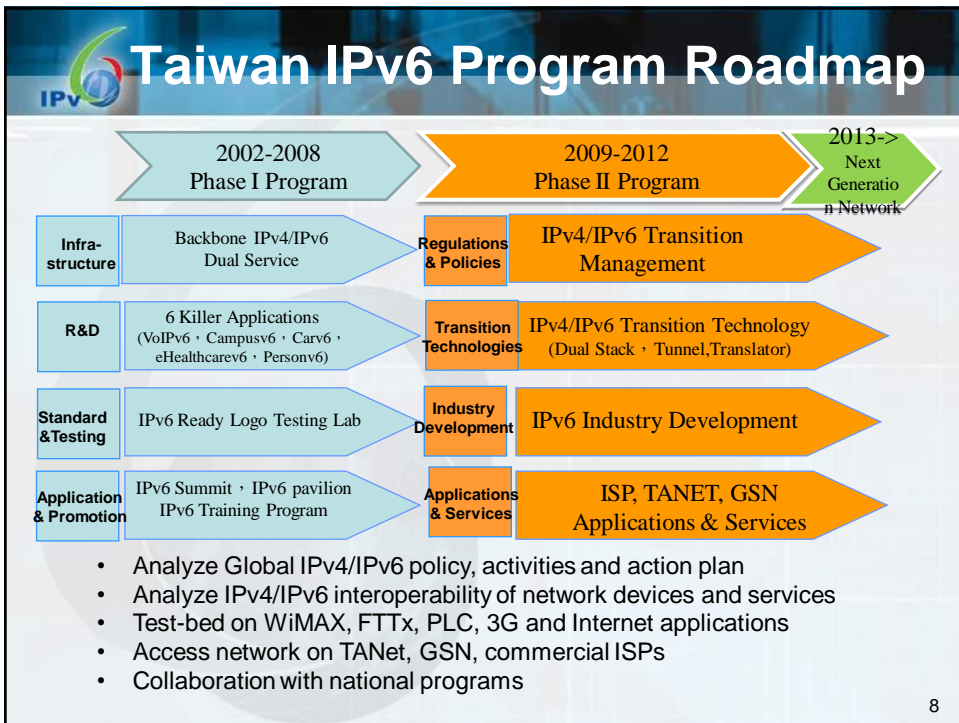 IPv6
Taiwan IPv6 Program Roadmap
2002-2008
Phase I Program
2009-2012
Phase II Program
2013->
Next
Generatio
n Network
Infra-
structure
Backbone IPv4/IPv6
Dual Service
Regulations
& Policies
IPv4/IPv6 Transition
Management
R&D
6 Killer Applications
(VoIPv6,Campusv6,Carv6,
eHealthcarev6,Personv6)
Transition
Technologies
IPv4/IPv6 Transition Technology
(Dual Stack,Tunnel,Translator)
Standard
&Testing
IPv6 Ready Logo Testing Lab
Industry
Development
IPv6 Industry Development
Application
& Promotion
IPv6 Summit,IPv6 pavilion
IPv6 Training Program
Applications
& Services
ISP, TANET, GSN
Applications & Services
• Analyze Global IPv4/IPv6 policy, activities and action plan
• Analyze IPv4/IPv6 interoperability of network devices and services
• Test-bed on WiMAX, FTTx, PLC, 3G and Internet applications
• Access network on TANet, GSN, commercial ISPs
• Collaboration with national programs
8